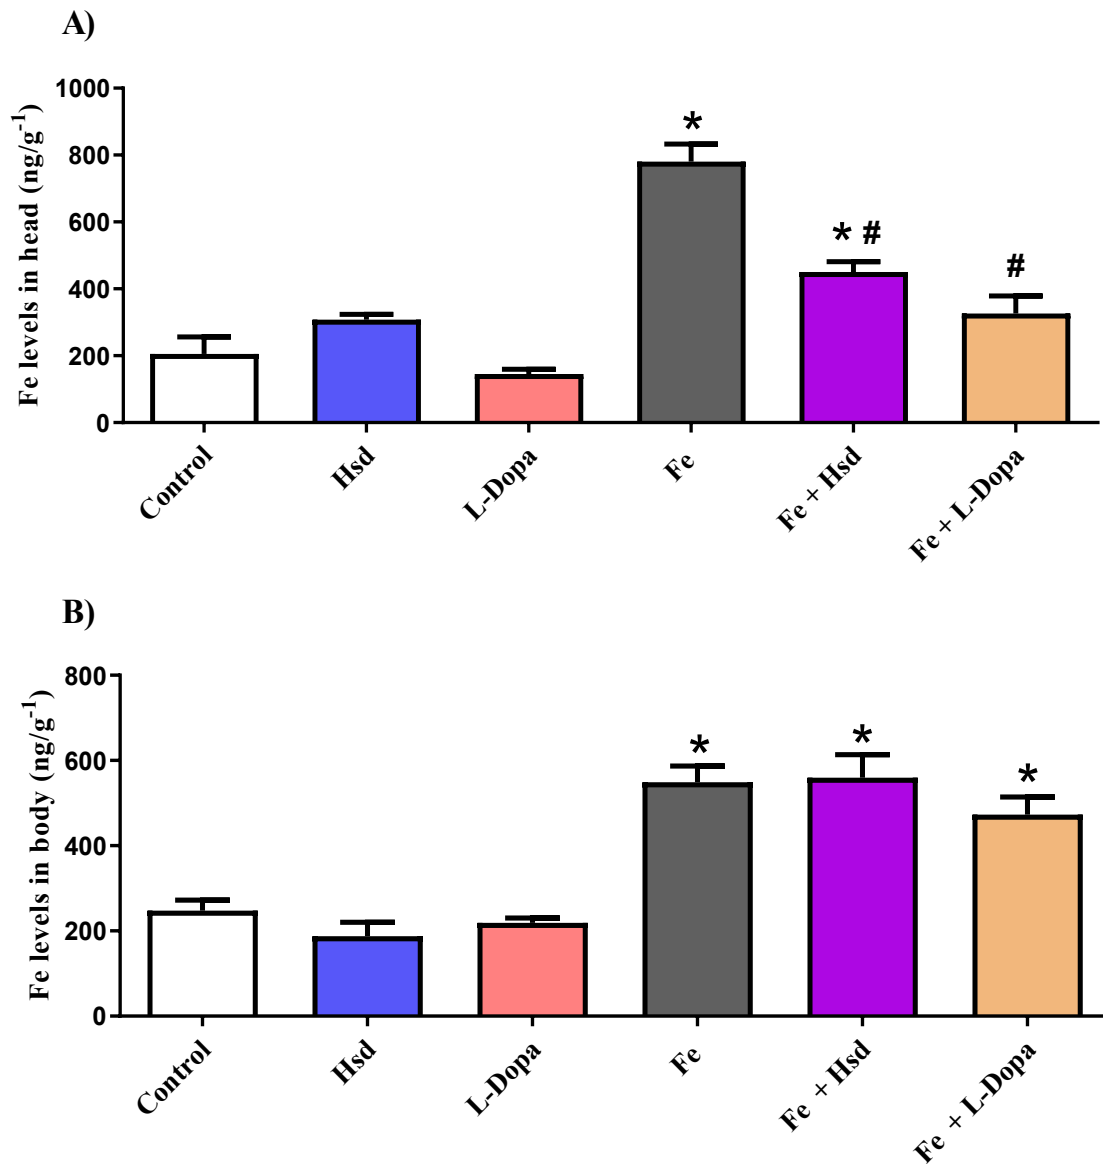 A)
Fe levels in head (ng/g⁻¹)
1000
800
600
400
200
0
*
* #
#
Control
Hsd
L-Dopa
Fe
Fe + Hsd
Fe + L-Dopa
B)
Fe levels in body (ng/g⁻¹)
800
600
400
200
0
*
*
*
Control
Hsd
L-Dopa
Fe
Fe + Hsd
Fe + L-Dopa